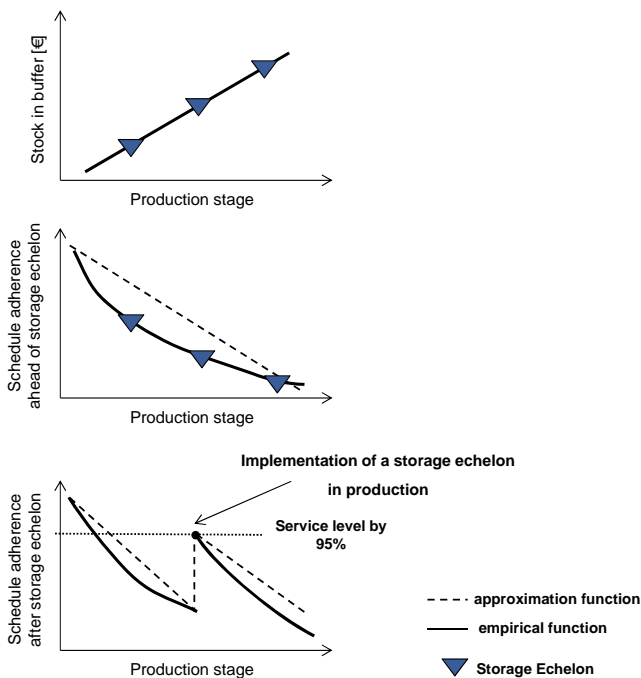 Stock in buffer [€]
Production stage
Schedule adherence
ahead of storage echelon
Production stage
Implementation of a storage echelon
in production
Service level by
95%
Schedule adherence
after storage echelon
Production stage
approximation function
empirical function
Storage Echelon